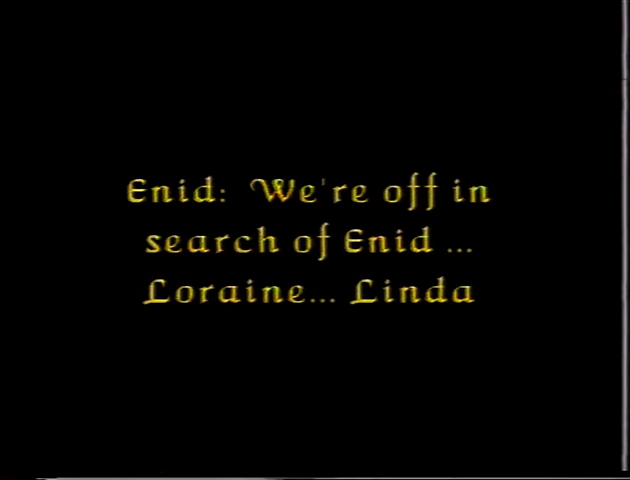 Enid: We're off in
search of Enid ...
Loraine... Linda